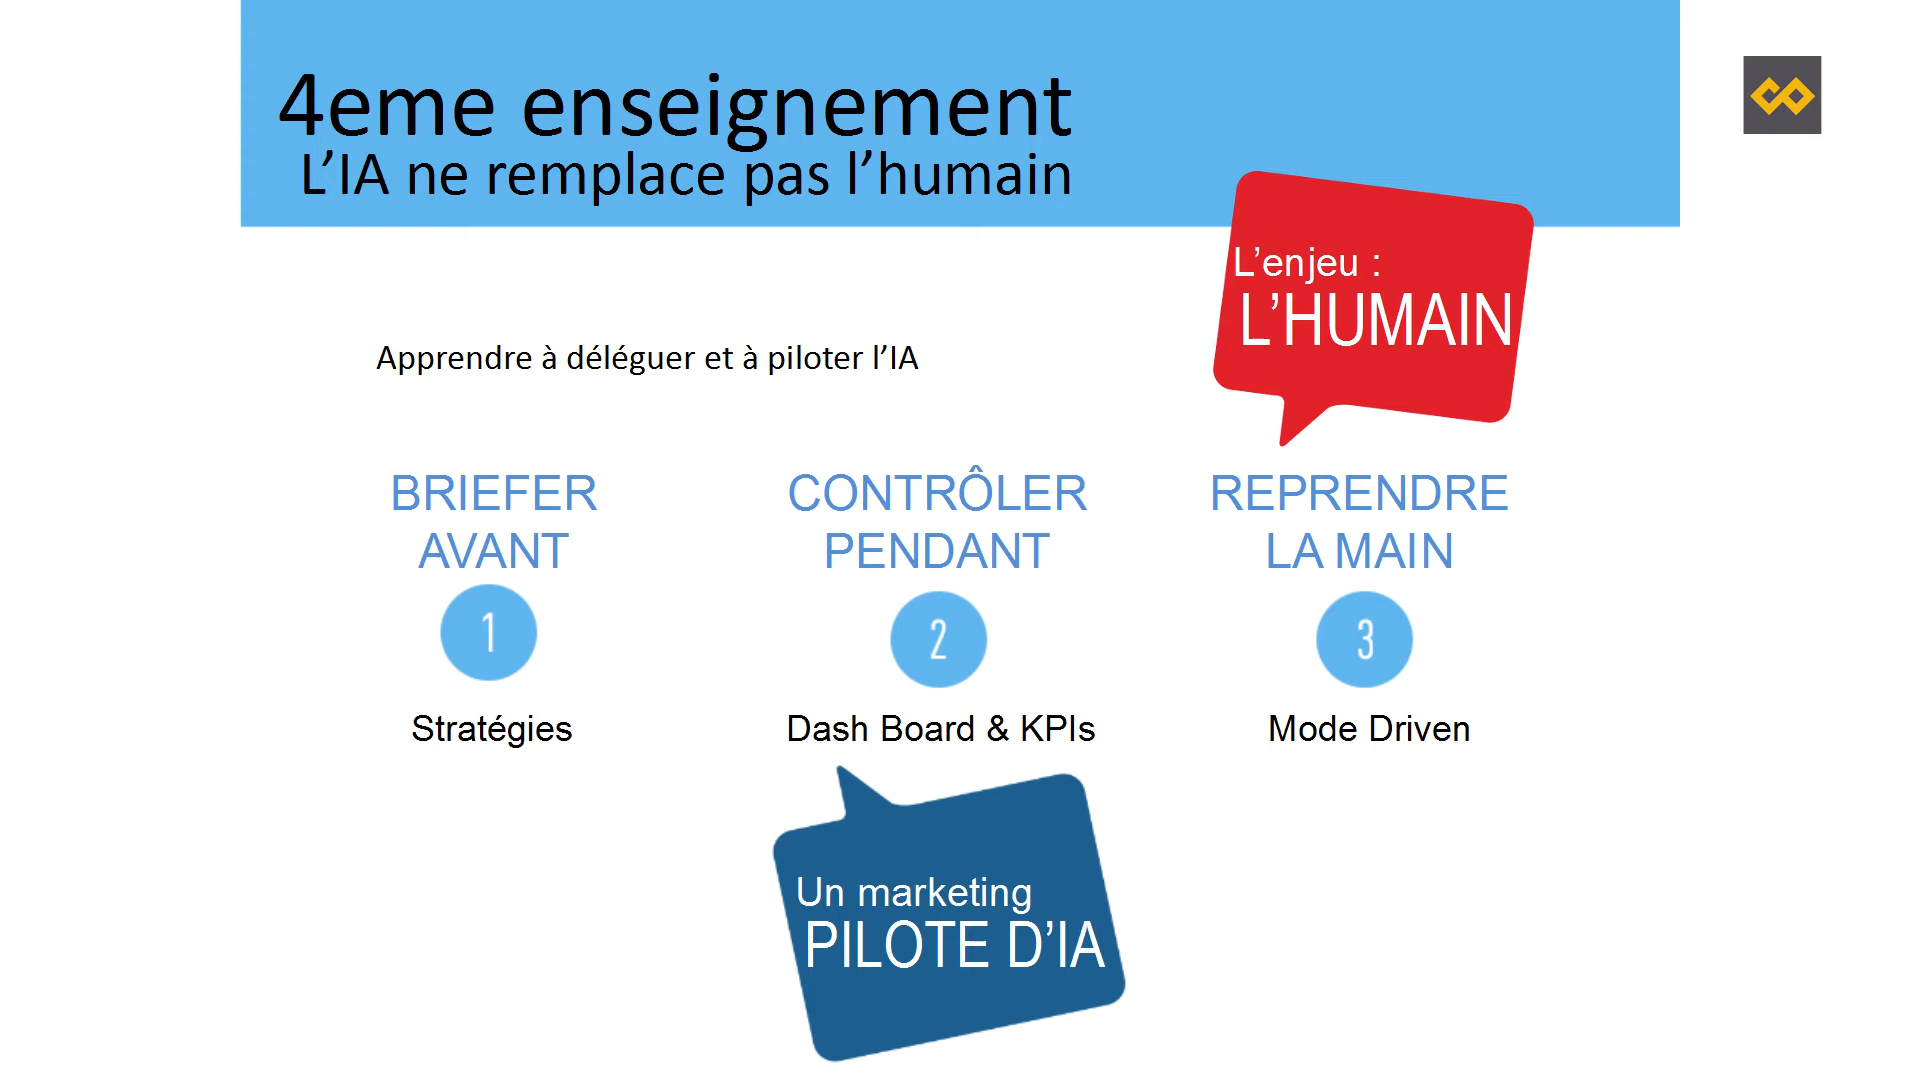 4eme enseignement
L’IA ne remplace pas l’humain
L’enjeu :
L’HUMAIN
Apprendre à déléguer et à piloter l’IA
BRIEFER
AVANT
1
Stratégies
CONTRÔLER
PENDANT
2
Dash Board & KPIs
REPRENDRE
LA MAIN
3
Mode Driven
Un marketing
PILOTE D’IA